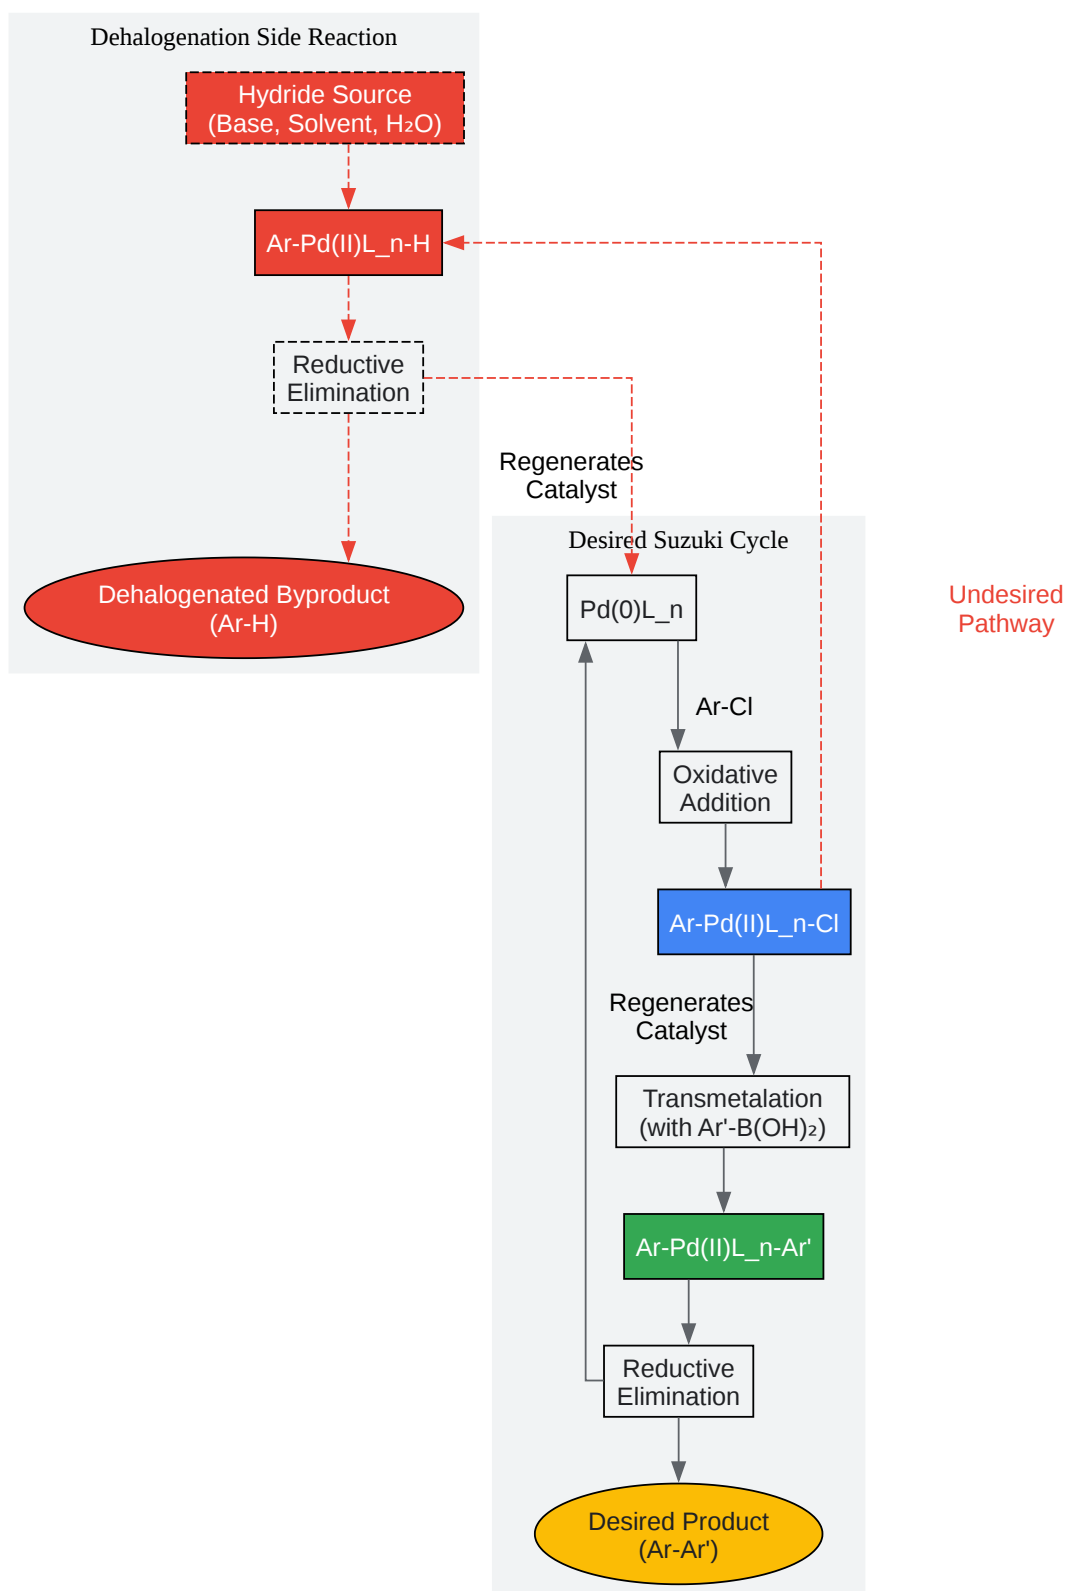 Dehalogenation Side Reaction
Hydride Source
(Base, Solvent, H₂O)
Ar-Pd(II)L_n-H
Reductive
Elimination
Regenerates
Catalyst
Dehalogenated Byproduct
(Ar-H)
Desired Suzuki Cycle
Pd(0)L_n
Undesired
Pathway
Ar-Cl
Oxidative
Addition
Ar-Pd(II)L_n-Cl
Regenerates
Catalyst
Transmetalation
(with Ar'-B(OH)₂)
Ar-Pd(II)L_n-Ar'
Reductive
Elimination
Desired Product
(Ar-Ar')